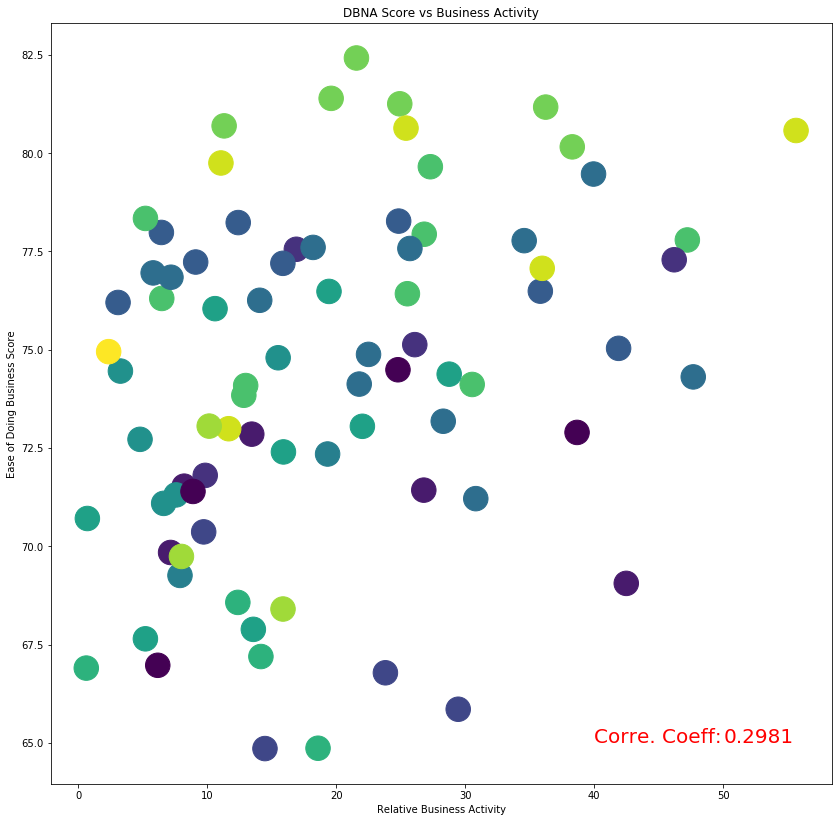 DBNA Score vs Business Activity
Ease of Doing Business Score
82.5
80.0
77.5
75.0
72.5
70.0
67.5
65.0
Corre. Coeff: 0.2981
0 10 20 30 40 50
Relative Business Activity